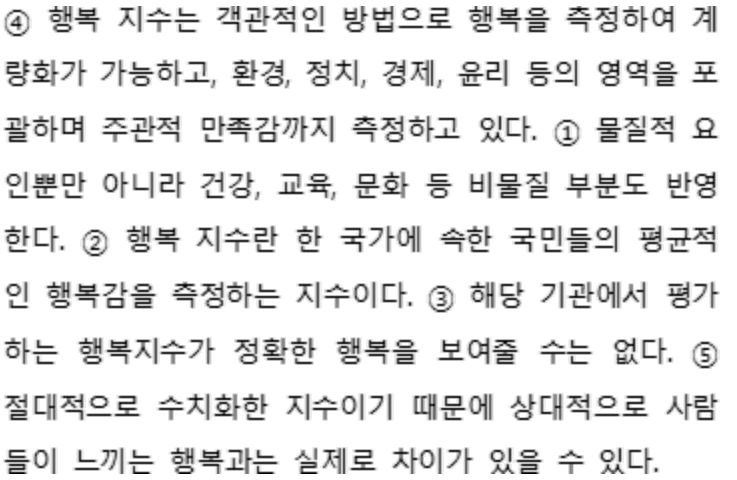 ④ 행복 지수는 객관적인 방법으로 행복을 측정하여 계
량화가 가능하고, 환경, 정치, 경제, 윤리 등의 영역을 포
괄하며 주관적 만족감까지 측정하고 있다. ① 물질적 요
인뿐만 아니라 건강, 교육, 문화 등 비물질 부분도 반영
한다. ② 행복 지수란 한 국가에 속한 국민들의 평균적
인 행복감을 측정하는 지수이다. ③ 해당 기관에서 평가
하는 행복지수가 정확한 행복을 보여줄 수는 없다. ⑤
절대적으로 수치화한 지수이기 때문에 상대적으로 사람
들이 느끼는 행복과는 실제로 차이가 있을 수 있다.